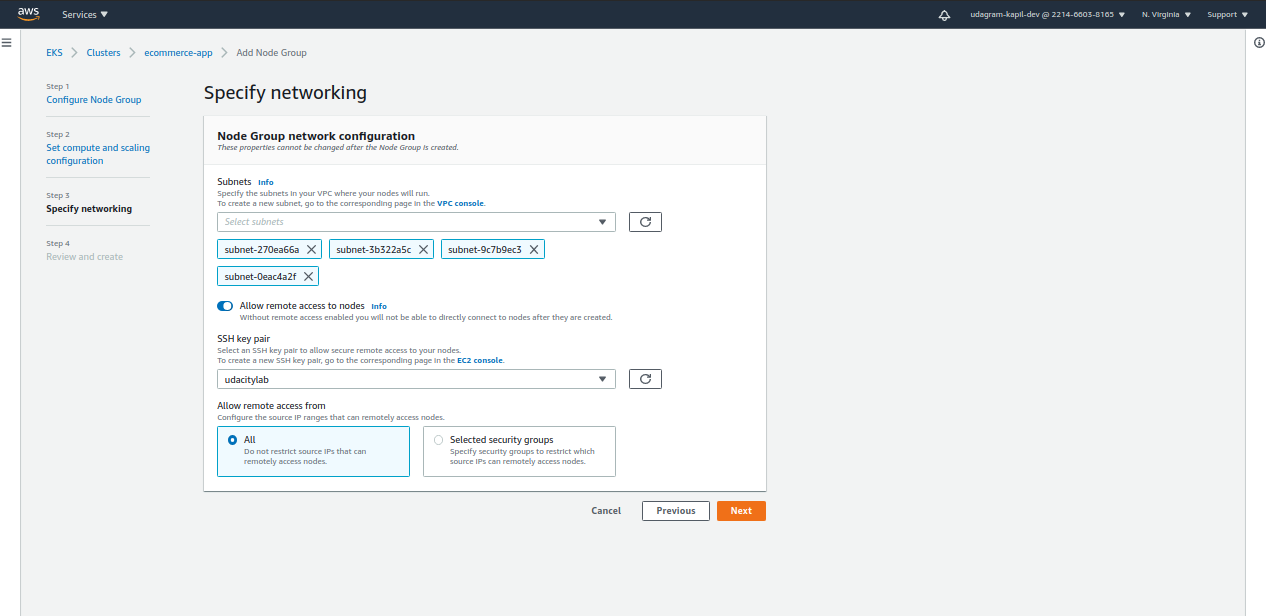 aws
Services
udagram-kapil-dev @ 2214-6603-8165
N. Virginia
Support
EKS
Clusters
ecommerce-app
Add Node Group
Step 1
Configure Node Group
Step 2
Set compute and scaling
configuration
Step 3
Specify networking
Step 4
Review and create
Specify networking
Node Group network configuration
These properties cannot be changed after the Node Group is created.
Subnets Info
Specify the subnets in your VPC where your nodes will run.
To create a new subnet, go to the corresponding page in the VPC console.
Select subnets
subnet-270ea66a
subnet-3b322a5c
subnet-9c7b9ec3
subnet-0eac4a2f
Allow remote access to nodes Info
Without remote access enabled you will not be able to directly connect to nodes after they are created.
SSH key pair
Select an SSH key pair to allow secure remote access to your nodes.
To create a new SSH key pair, go to the corresponding page in the EC2 console.
udacitylab
Allow remote access from
Configure the source IP ranges that can remotely access nodes.
All
Do not restrict source IPs that can
remotely access nodes.
Selected security groups
Specify security groups to restrict which
source IPs can remotely access nodes.
Cancel
Previous
Next